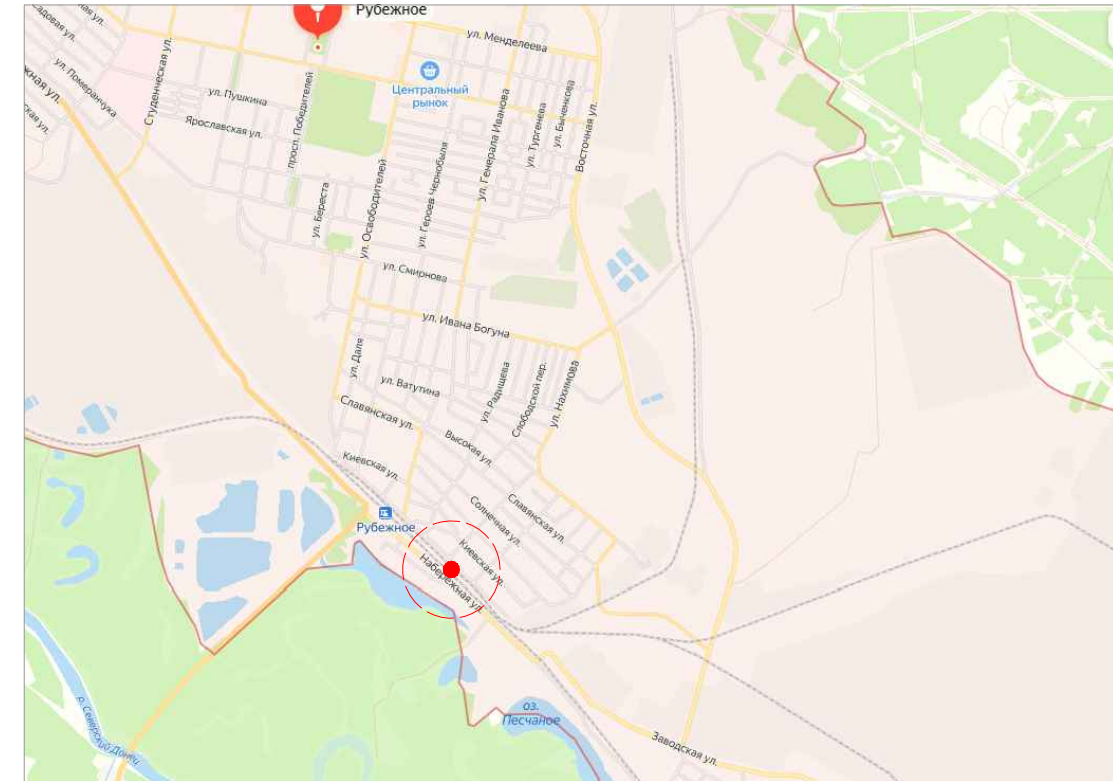 Рубежное
ул. Менделеева
Садовая ул.
ул. Померанчука
Студенческая ул.
ул. Пушкина
Ярославская ул.
просп. Победителей
Центральный
рынок
ул. Генерала Иванова
ул. Тургенева
ул. Быченкова
Восточная ул.
ул. Береста
ул. Освободителей
ул. Героев Чернобыля
ул. Смирнова
ул. Ивана Богуна
ул. Даля
ул. Ватутина
ул. Радищева
Слободской пер.
ул. Нахимова
Славянская ул.
Высокая ул.
Киевская ул.
Солнечная ул.
Славянская ул.
Рубежное
Киевская ул.
Набережная ул.
р. Северский Донец
оз.
Песчаное
Заводская ул.